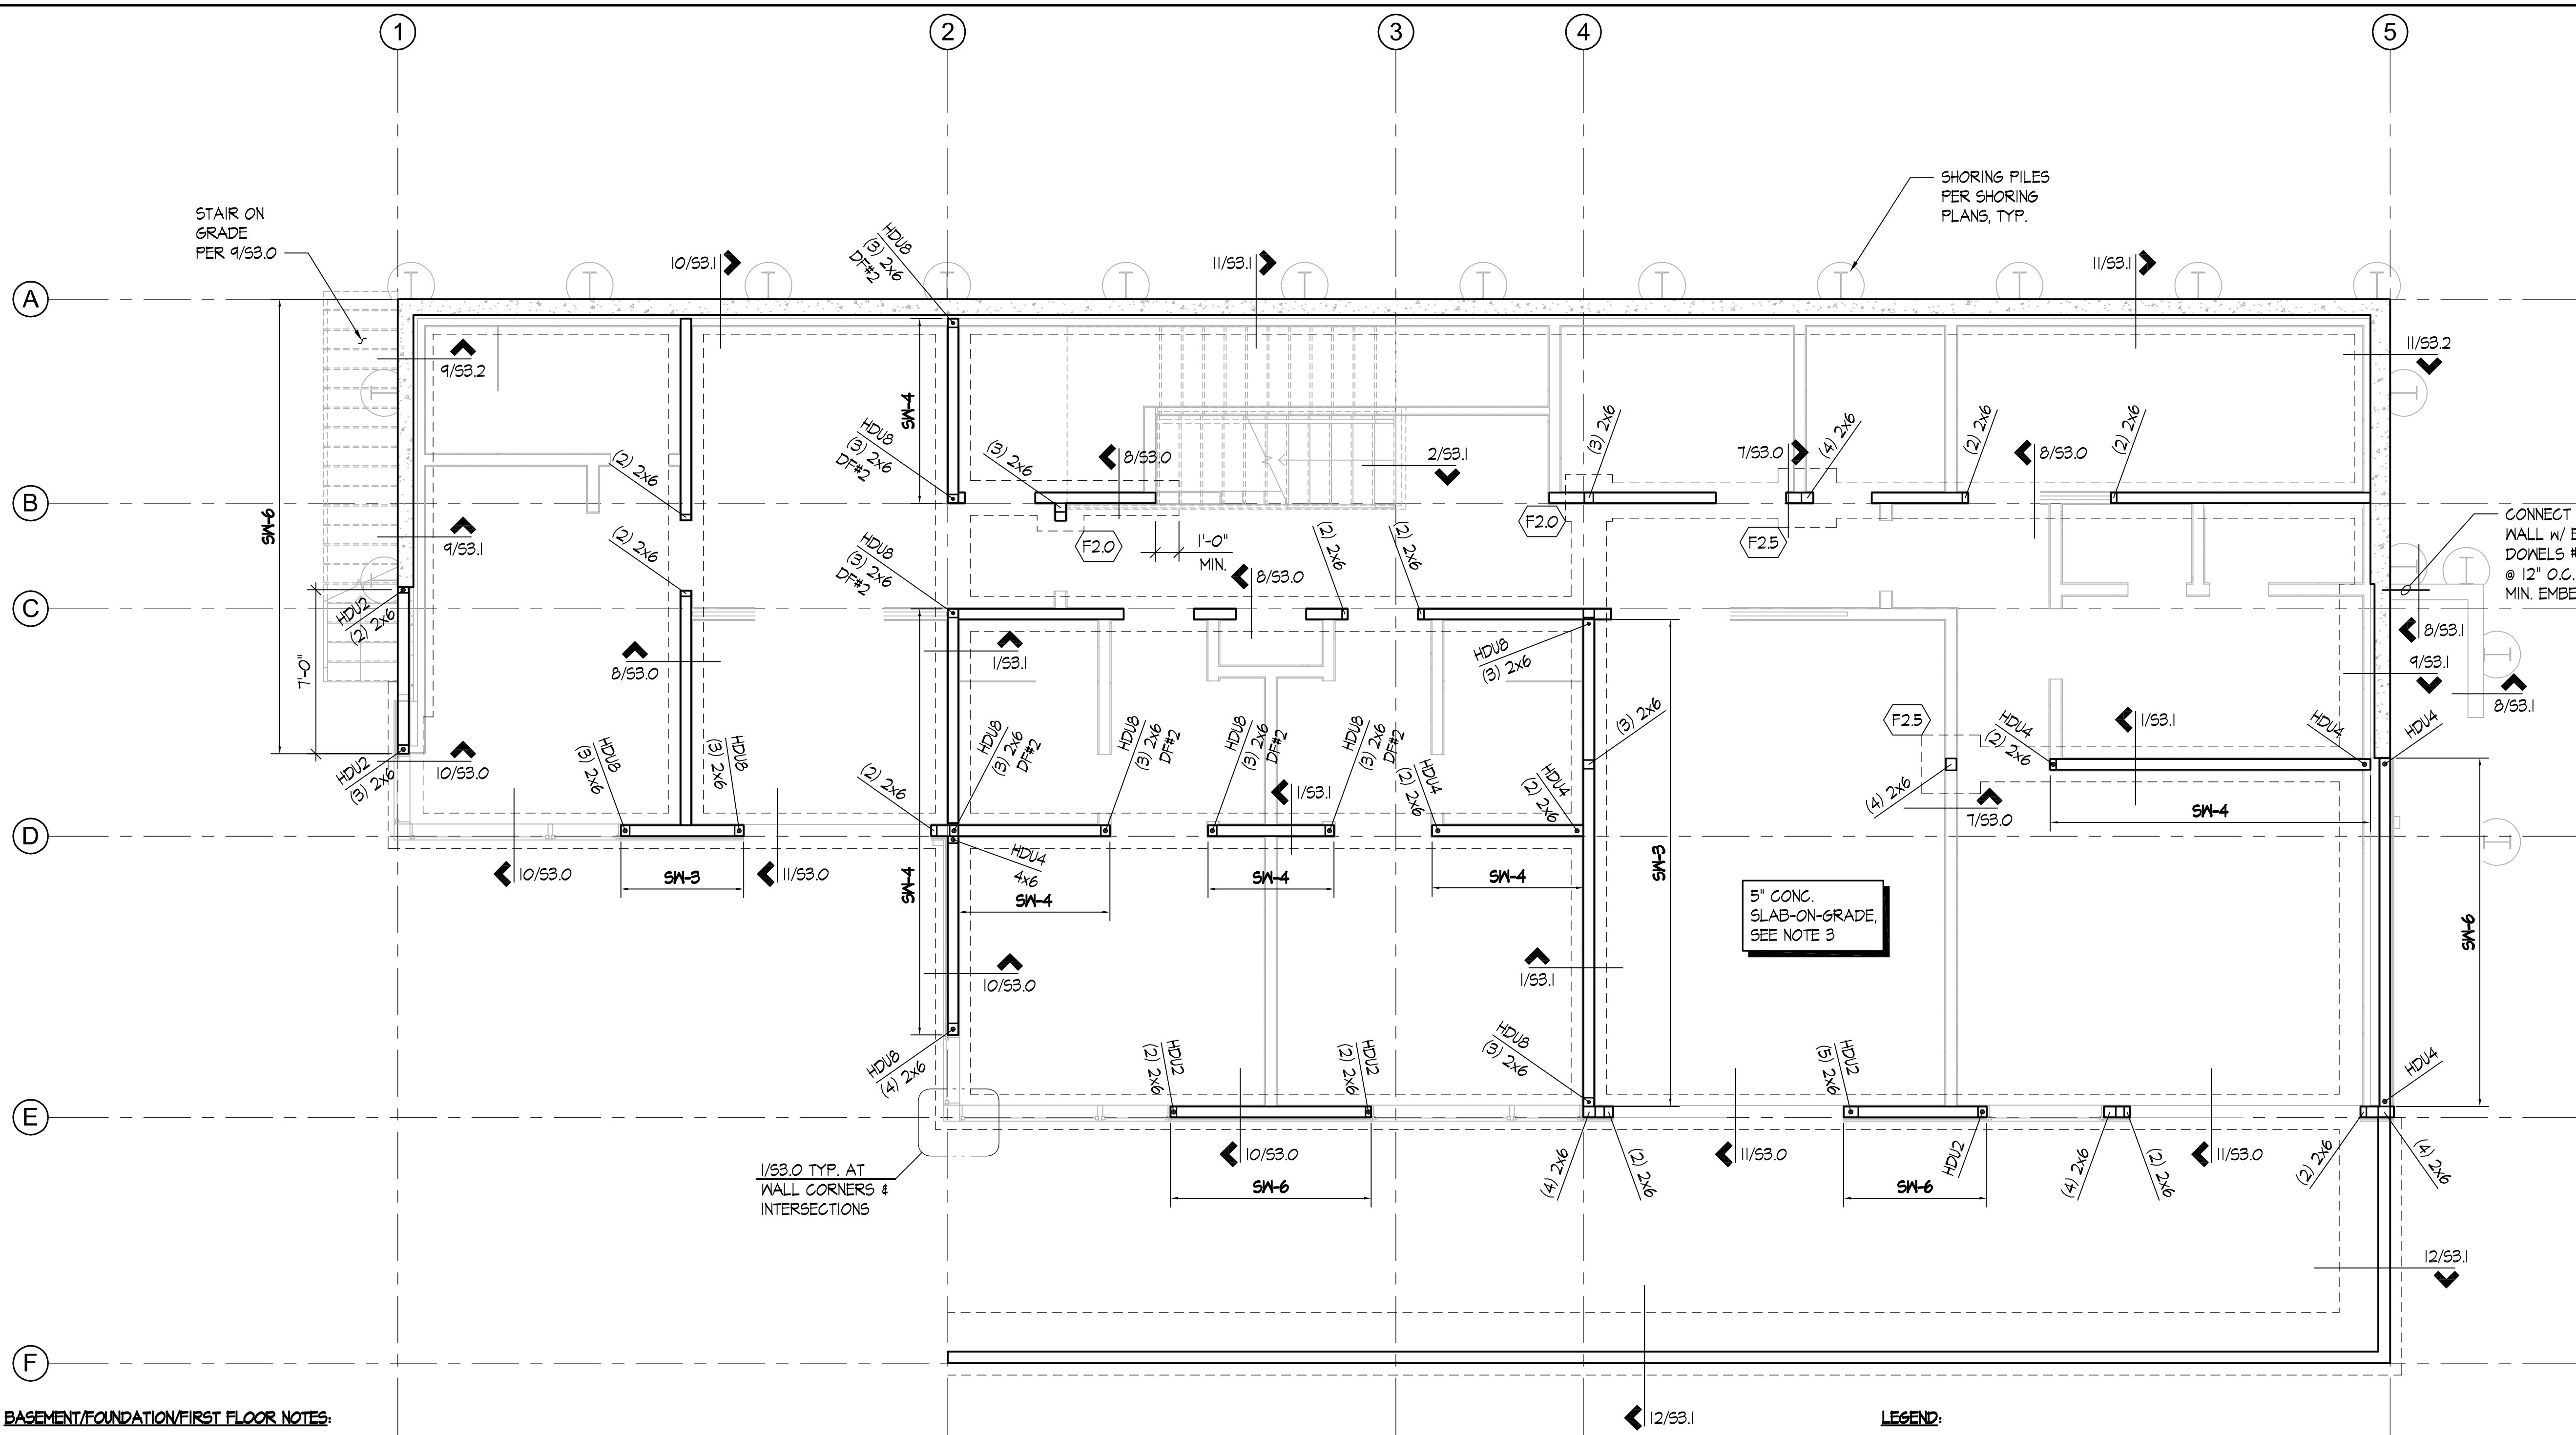 1
2
3
4
5
SHORING PILES
PER SHORING
PLANS, TYP.
STAIR ON
GRADE
PER 9/S3.0
HDU8
(3) 2x6
DF#2
10/S3.1
11/S3.1
11/S3.1
A
9/S3.2
11/S3.2
SW-4
HDU8
(3) 2x6
DF#2
(3) 2x6
8/S3.0
2/S3.1
(3) 2x6
7/S3.0
(4) 2x6
(2) 2x6
8/S3.0
(2) 2x6
(2) 2x6
B
SW-6
9/S3.1
(2) 2x6
HDU8
(3) 2x6
DF#2
F2.0
1'-0"
MIN.
8/S3.0
(2) 2x6
(2) 2x6
F2.0
F2.5
CONNECT
WALL w/ E
DOWELS #
@ 12" O.C.
MIN. EMBE
C
HDU2
(2) 2x6
7'-0"
8/S3.0
1/S3.1
HDU8
(3) 2x6
8/S3.1
9/S3.1
8/S3.1
HDU2
(3) 2x6
10/S3.0
HDU8
(3) 2x6
HDU8
(3) 2x6
(2) 2x6
HDU8
(3) 2x6
DF#2
HDU8
(3) 2x6
DF#2
HDU8
(3) 2x6
DF#2
HDU8
(3) 2x6
DF#2
1/S3.1
HDU4
(2) 2x6
HDU4
(2) 2x6
(3) 2x6
F2.5
(4) 2x6
7/S3.0
HDU4
(2) 2x6
1/S3.1
HDU4
HDU4
SW-4
D
10/S3.0
SW-3
11/S3.0
SW-4
HDU4
4x6
SW-4
SW-4
SW-4
SW-3
5" CONC.
SLAB-ON-GRADE,
SEE NOTE 3
SW-6
10/S3.0
1/S3.1
HDU8
(4) 2x6
HDU2
(2) 2x6
HDU2
(2) 2x6
HDU8
(3) 2x6
HDU2
(5) 2x6
HDU4
E
1/S3.0 TYP. AT
WALL CORNERS &
INTERSECTIONS
10/S3.0
SW-6
(4) 2x6
(2) 2x6
11/S3.0
HDU2
SW-6
(4) 2x6
(2) 2x6
11/S3.0
(2) 2x6
(4) 2x6
12/S3.1
F
BASEMENT/FOUNDATION/FIRST FLOOR NOTES:
12/S3.1
LEGEND: